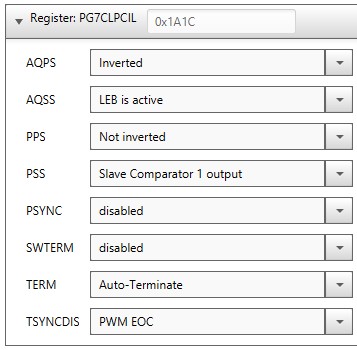 Register: PG7CLPCIL 0x1A1C
AQPS Inverted
AQSS LEB is active
PPS Not inverted
PSS Slave Comparator 1 output
PSYNC disabled
SWTERM disabled
TERM Auto-Terminate
TSYNCDIS PWM EOC